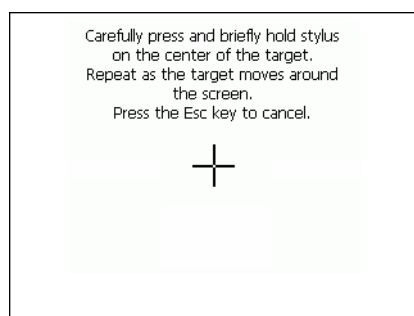 Carefully press and briefly hold stylus
on the center of the target.
Repeat as the target moves around
the screen.
Press the Esc key to cancel.